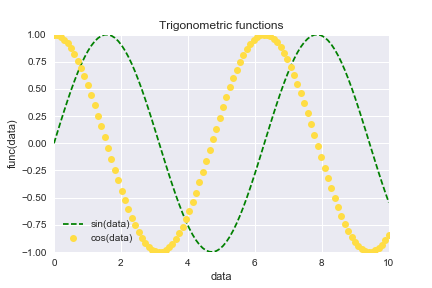 Trigonometric functions
1.00
0.75
0.50
0.25
0.00
−0.25
−0.50
−0.75
−1.00
func(data)
sin(data)
cos(data)
0 2 4 6 8 10
data